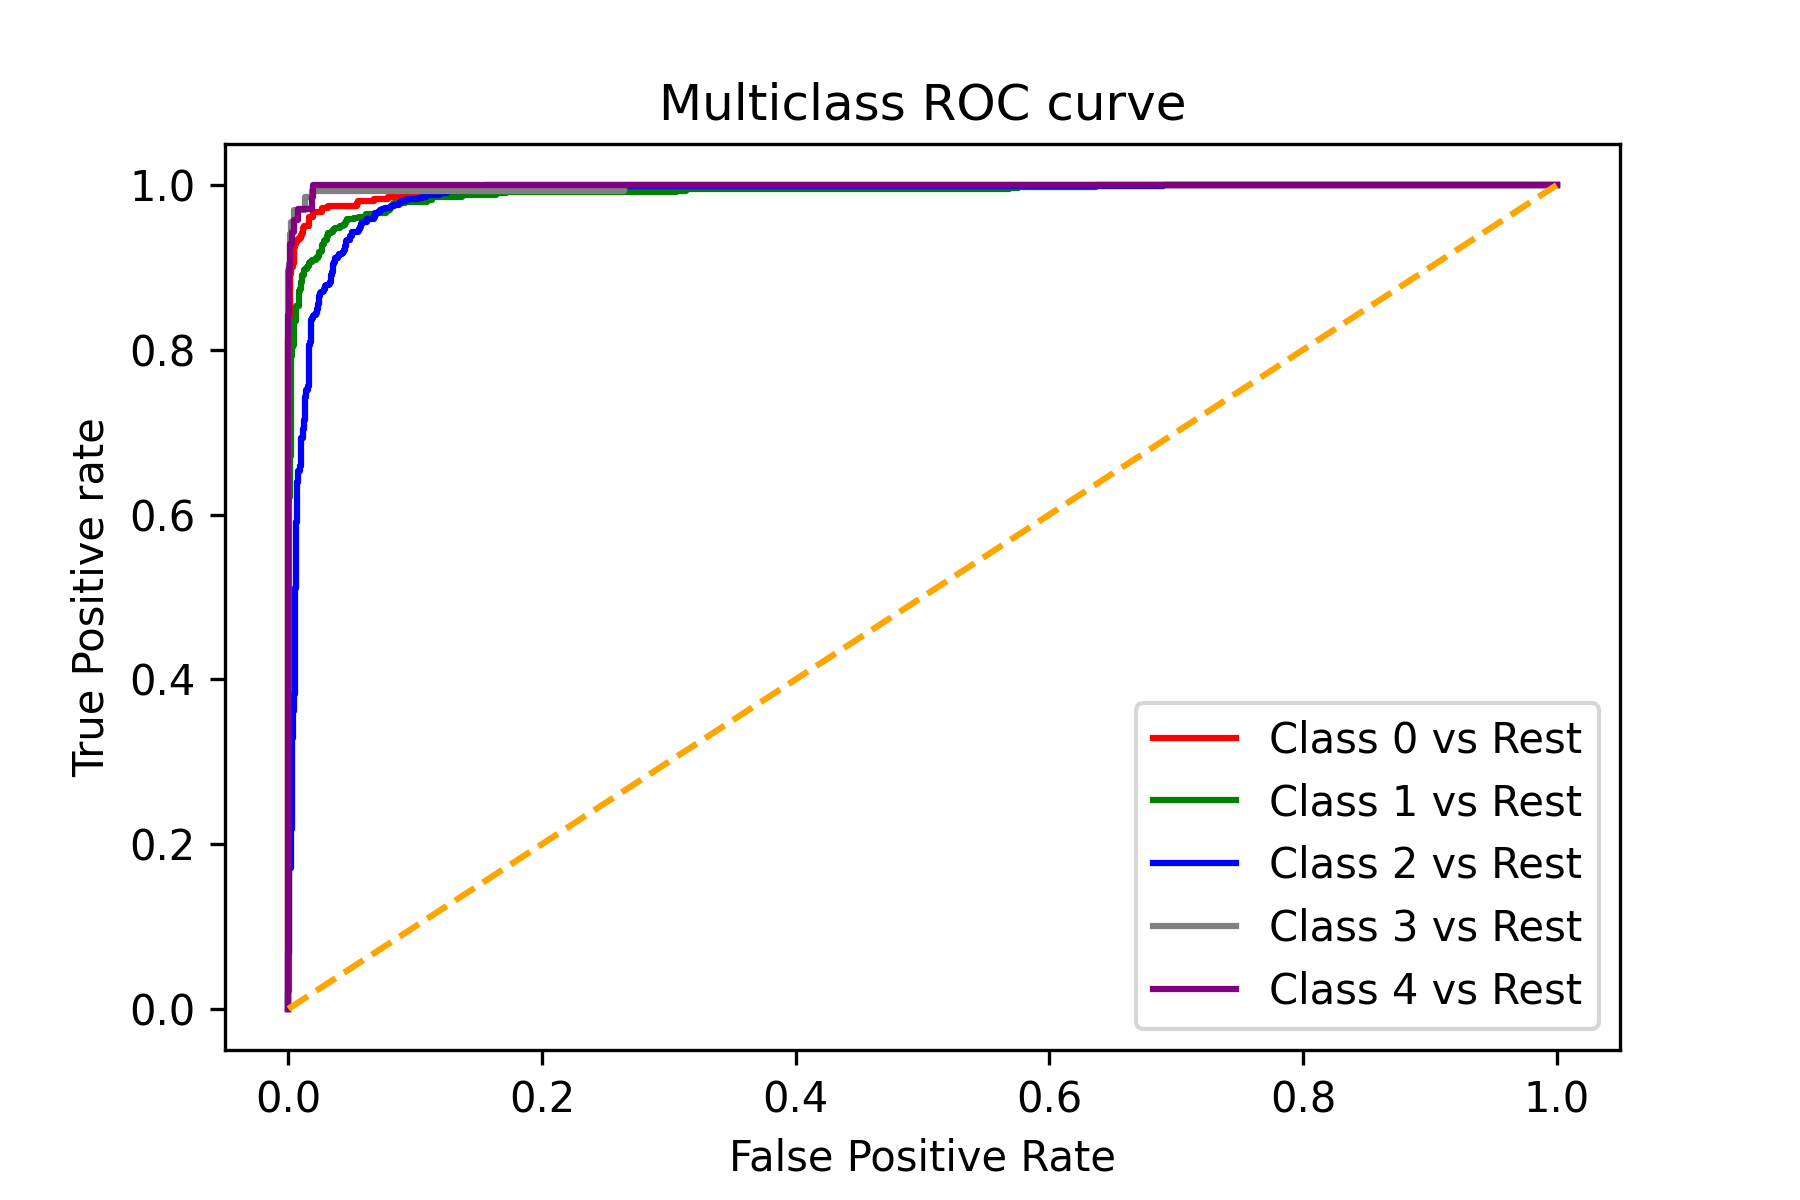 Multiclass ROC curve
1.0
0.8
0.6
0.4
0.2
0.0
True Positive rate
0.0 0.2 0.4 0.6 0.8 1.0
False Positive Rate
Class 0 vs Rest
Class 1 vs Rest
Class 2 vs Rest
Class 3 vs Rest
Class 4 vs Rest